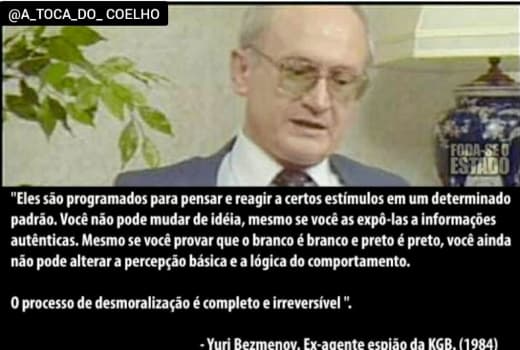 @A_TOCA_DO_ COELHO
FODA-SE O
ESTADO
"Eles são programados para pensar e reagir a certos estímulos em um determinado
padrão. Você não pode mudar de idéia, mesmo se você as expô-las a informações
autênticas. Mesmo se você provar que o branco é branco e preto é preto, você ainda
não pode alterar a percepção básica e a lógica do comportamento.
O processo de desmoralização é completo e irreversível ".
- Yuri Bezmenov, Ex-agente espião da KGB, (1984)